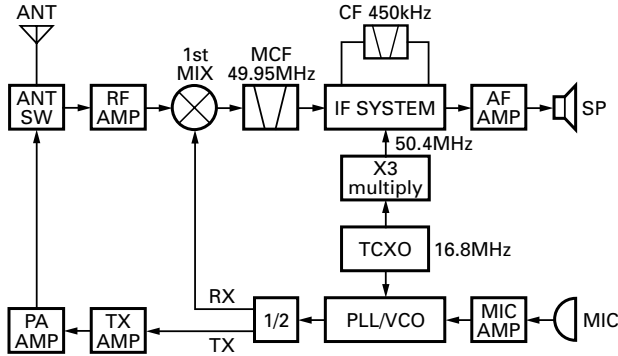 ANT
CF 450kHz
1st
MIX
MCF
49.95MHz
ANT
SW
RF
AMP
IF SYSTEM
AF
AMP
SP
50.4MHz
X3
multiply
TCXO
16.8MHz
RX
PA
AMP
TX
AMP
TX
1/2
PLL/VCO
MIC
AMP
MIC